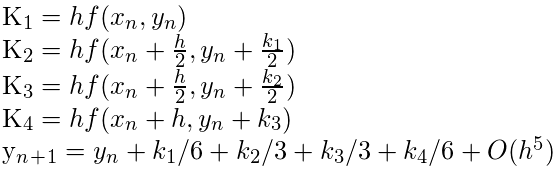 K₁ = hf(xₙ, yₙ)
K₂ = hf(xₙ + h/2, yₙ + k₁/2)
K₃ = hf(xₙ + h/2, yₙ + k₂/2)
K₄ = hf(xₙ + h, yₙ + k₃)
yₙ₊₁ = yₙ + k₁/6 + k₂/3 + k₃/3 + k₄/6 + O(h⁵)